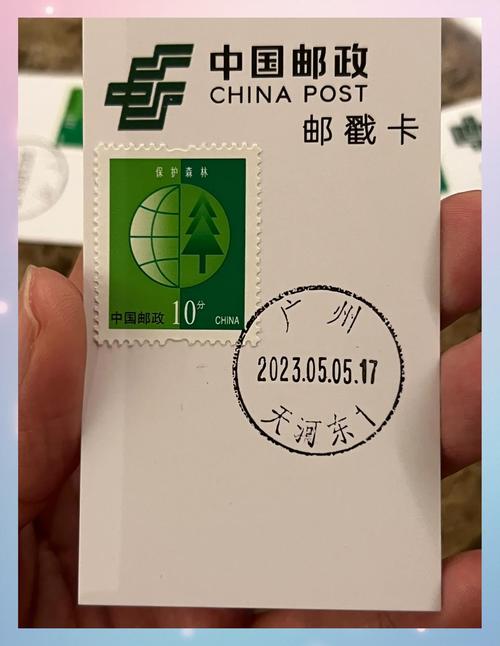 中国邮政
CHINA POST
邮戳卡
保护森林
中国邮政 10分 CHINA
广州
2023.05.05.17
天河东1